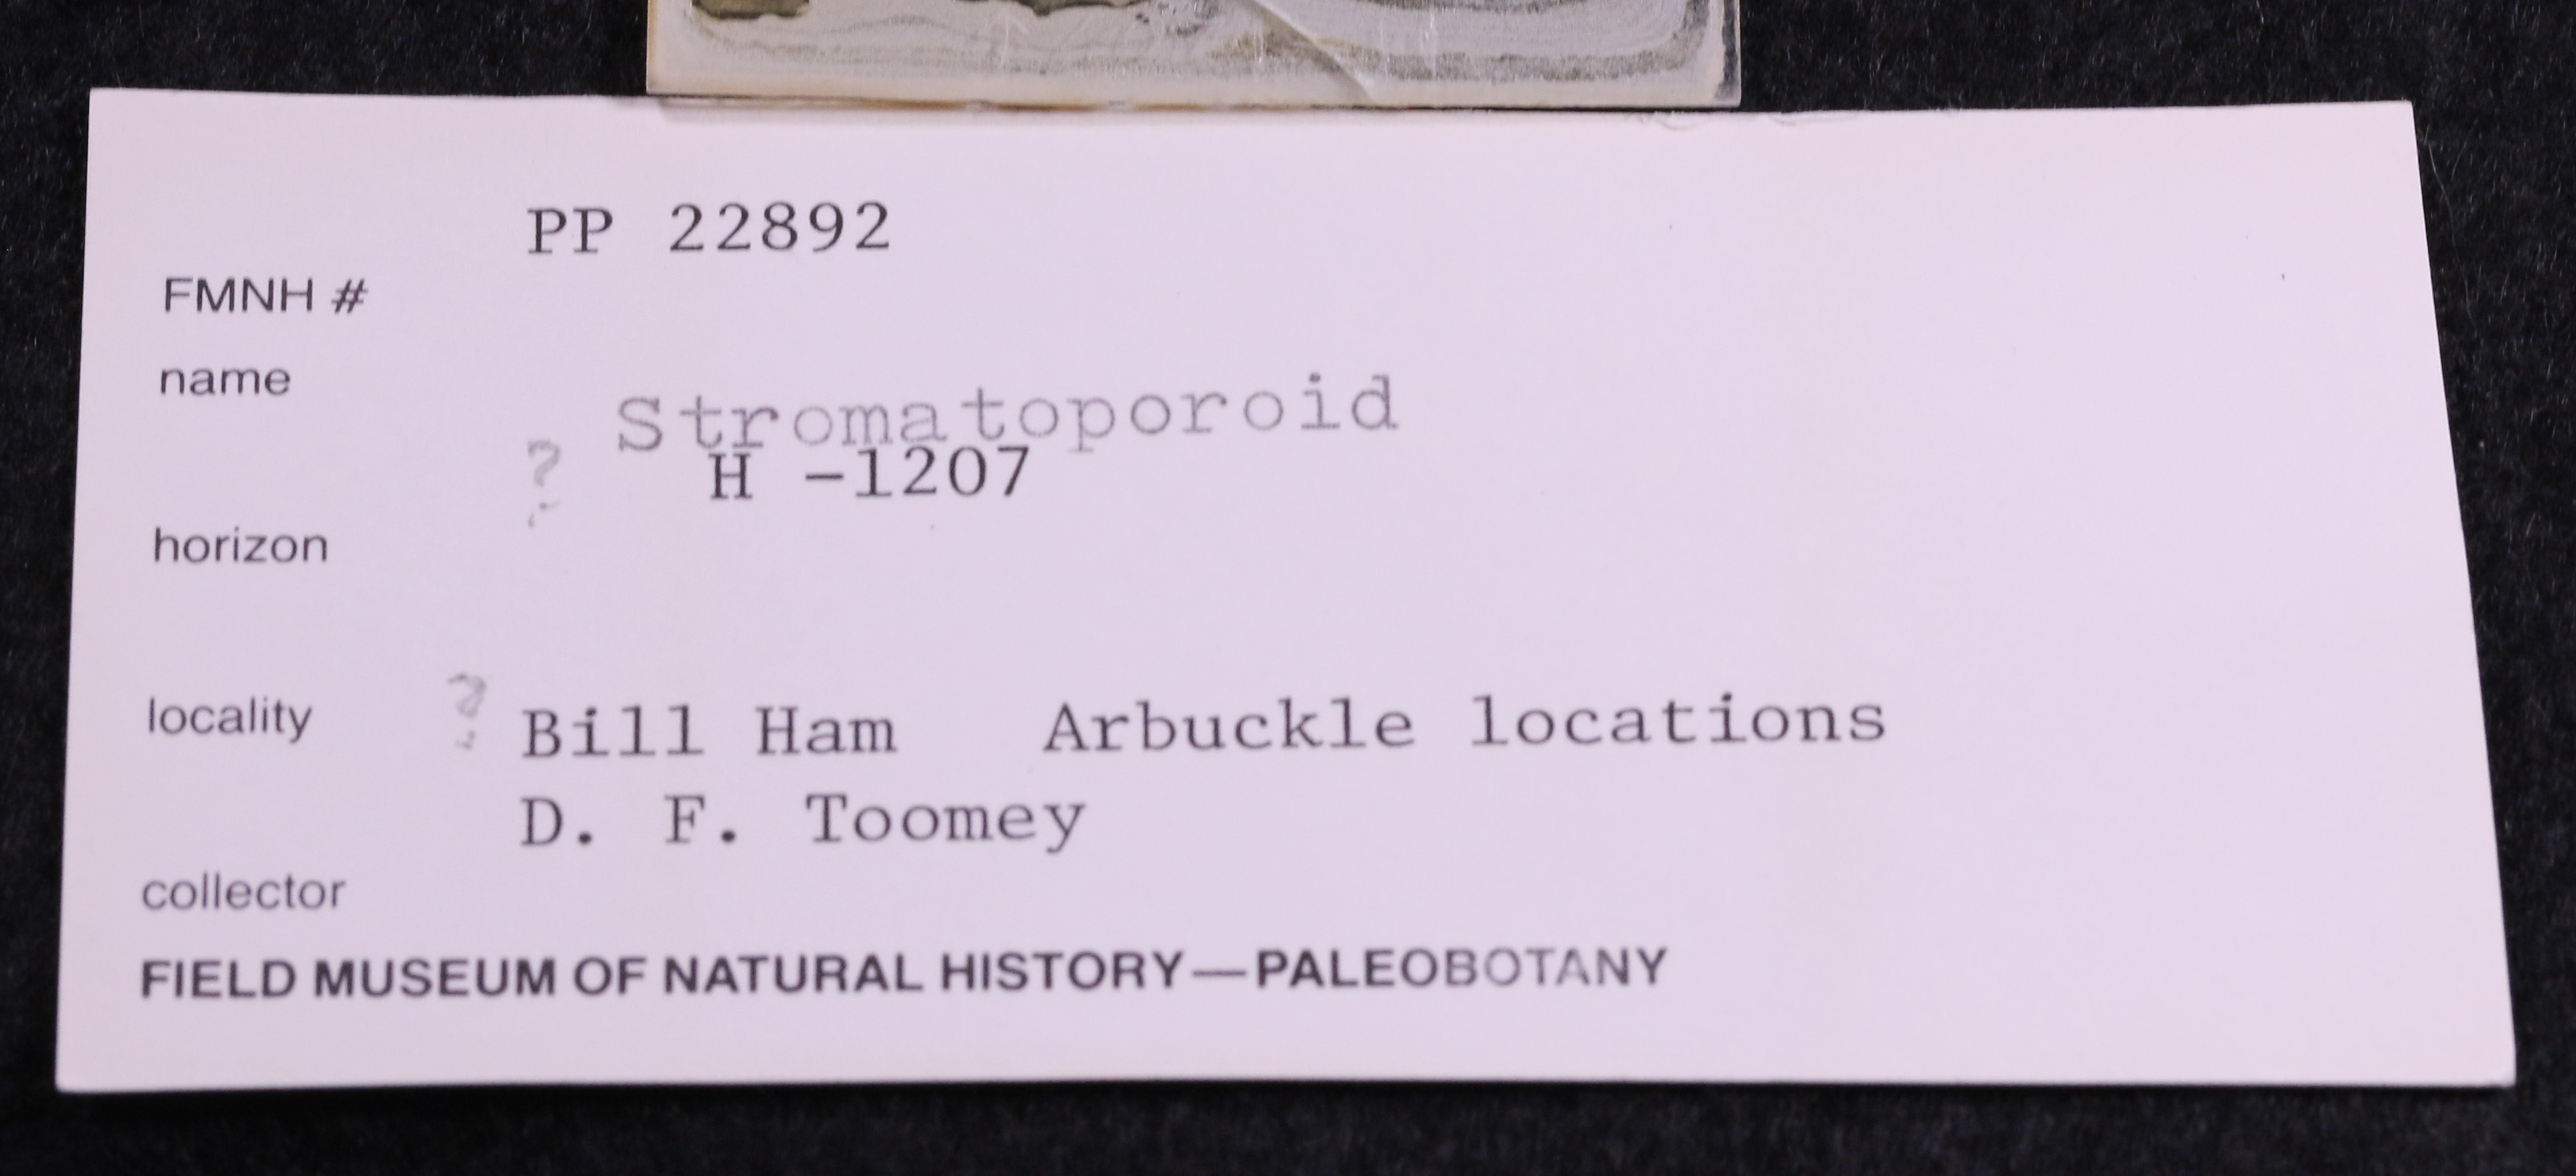 PP 22892
FMNH #
name
Stromatoporoid
? H -1207
horizon
locality ? Bill Ham Arbuckle locations
D. F. Toomey
collector
FIELD MUSEUM OF NATURAL HISTORY—PALEOBOTANY